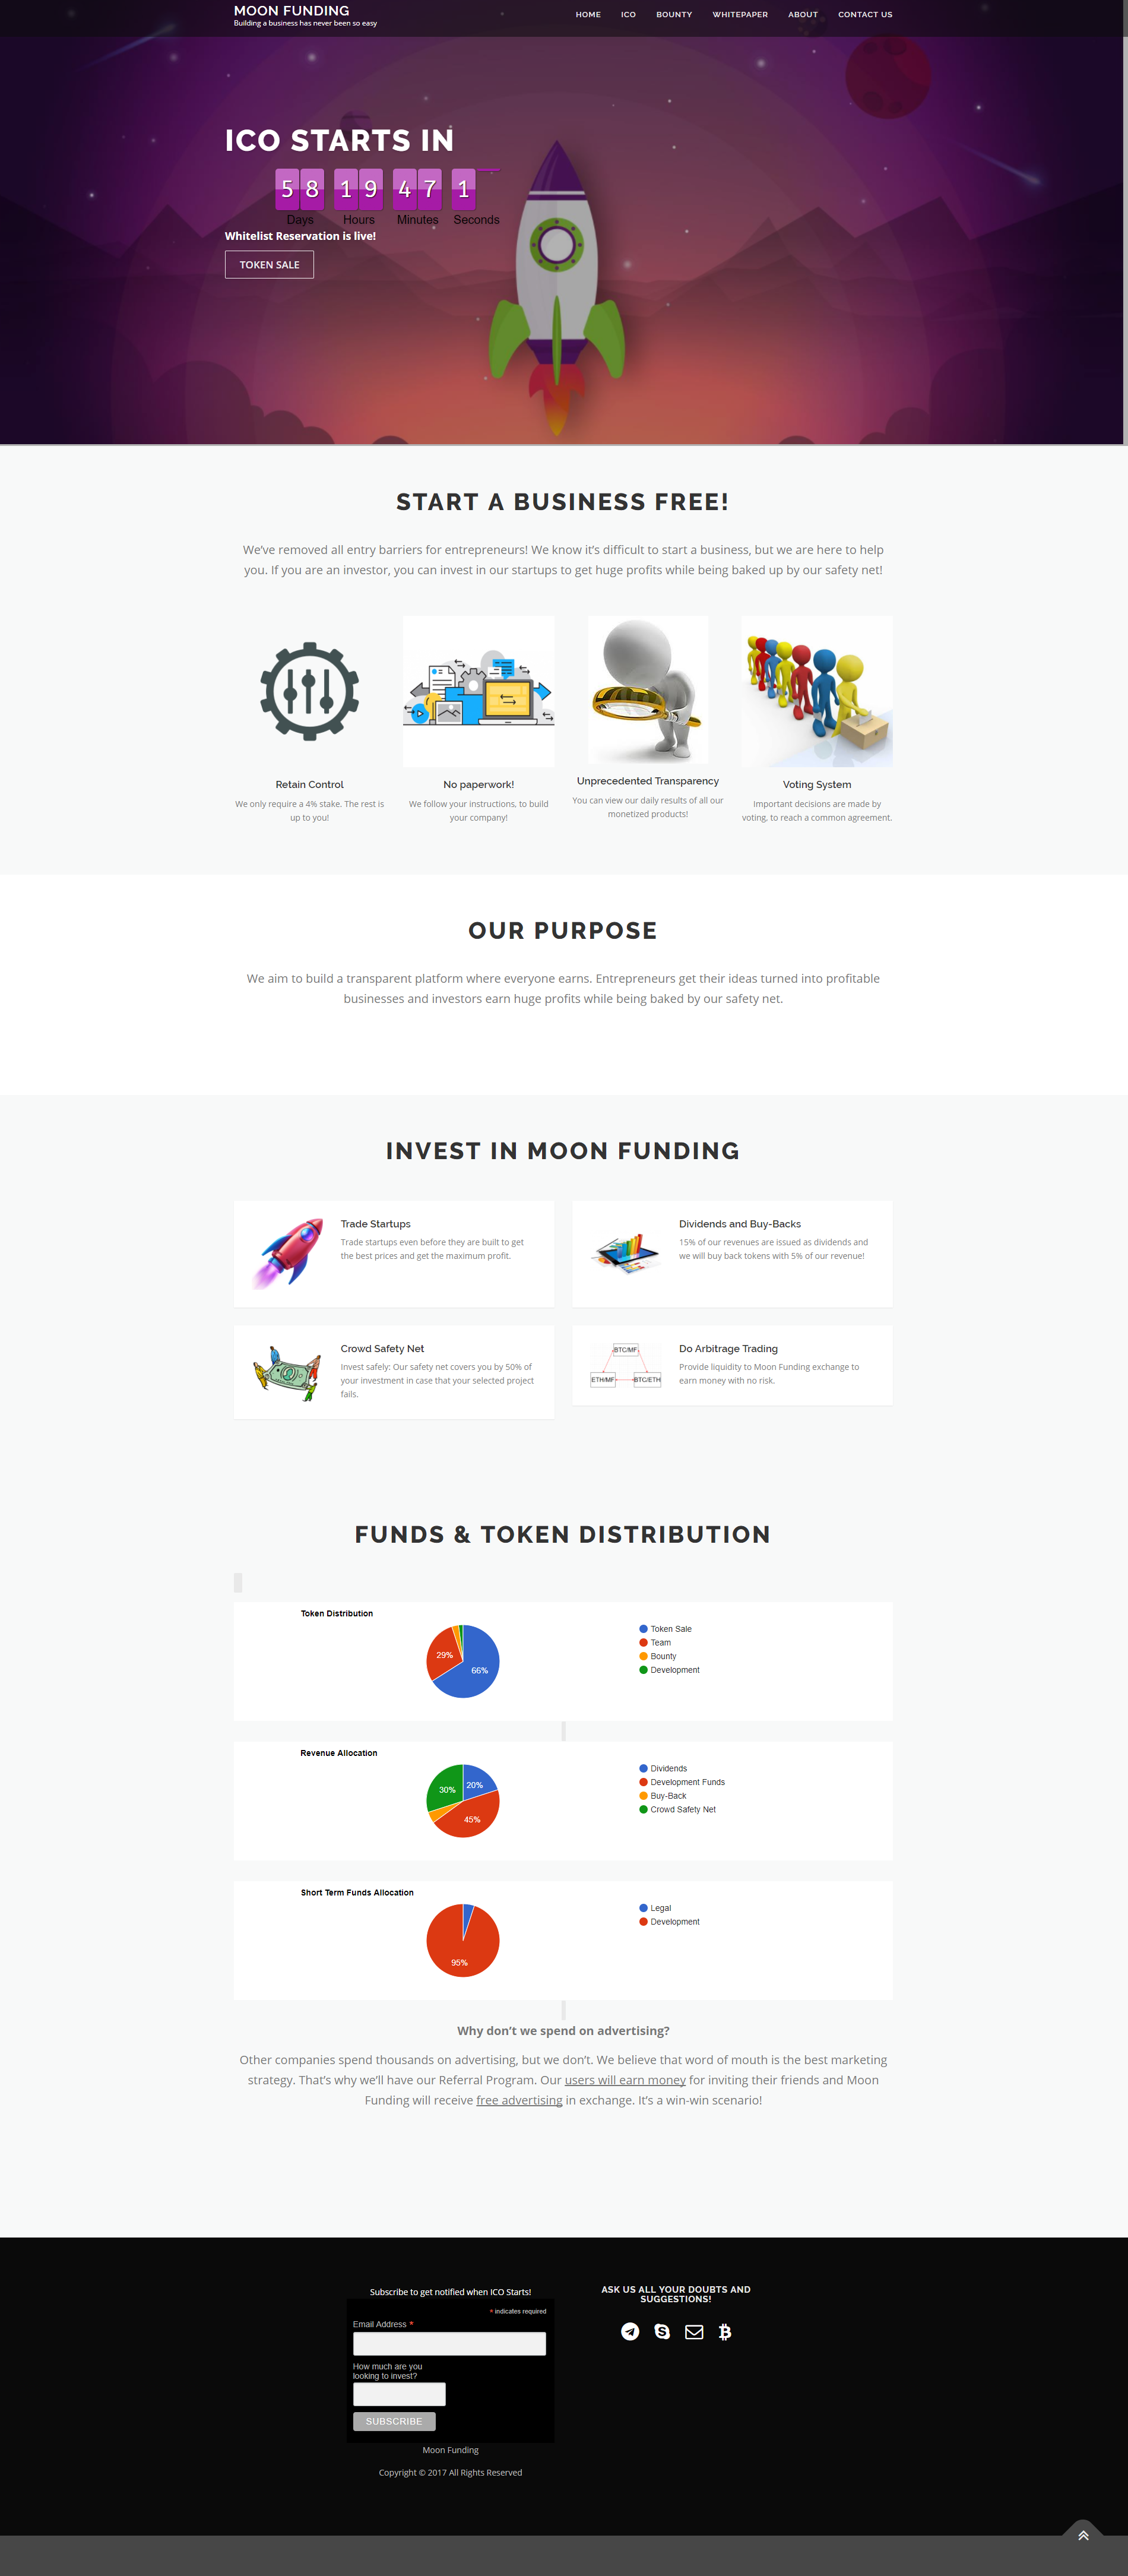 MOON FUNDING
Building a business has never been so easy
HOME ICO BOUNTY WHITEPAPER ABOUT CONTACT US
ICO STARTS IN
58 19 47 1
Days Hours Minutes Seconds
Whitelist Reservation is live!
TOKEN SALE
START A BUSINESS FREE!
We've removed all entry barriers for entrepreneurs! We know it's difficult to start a business, but we are here to help
you. If you are an investor, you can invest in our startups to get huge profits while being baked up by our safety net!
Retain Control
We only require a 4% stake. The rest is
up to you!
No paperwork!
We follow your instructions, to build
your company!
Unprecedented Transparency
You can view our daily results of all our
monetized products!
Voting System
Important decisions are made by
voting, to reach a common agreement.
OUR PURPOSE
We aim to build a transparent platform where everyone earns. Entrepreneurs get their ideas turned into profitable
businesses and investors earn huge profits while being baked by our safety net.
INVEST IN MOON FUNDING
Trade Startups
Trade startups even before they are built to get
the best prices and get the maximum profit.
Dividends and Buy-Backs
15% of our revenues are issued as dividends and
we will buy back tokens with 5% of our revenue!
Crowd Safety Net
Invest safely: Our safety net covers you by 50% of
your investment in case that your selected project
fails.
BTC/MF
ETH/MF BTC/ETH
Do Arbitrage Trading
Provide liquidity to Moon Funding exchange to
earn money with no risk.
FUNDS & TOKEN DISTRIBUTION
Token Distribution
29%
66%
Token Sale
Team
Bounty
Development
Revenue Allocation
30%
20%
45%
Dividends
Development Funds
Buy-Back
Crowd Safety Net
Short Term Funds Allocation
95%
Legal
Development
Why don't we spend on advertising?
Other companies spend thousands on advertising, but we don't. We believe that word of mouth is the best marketing
strategy. That's why we'll have our Referral Program. Our users will earn money for inviting their friends and Moon
Funding will receive free advertising in exchange. It's a win-win scenario!
Subscribe to get notified when ICO Starts!
* indicates required
Email Address *
How much are you
looking to invest?
SUBSCRIBE
Moon Funding
Copyright © 2017 All Rights Reserved
ASK US ALL YOUR DOUBTS AND
SUGGESTIONS!